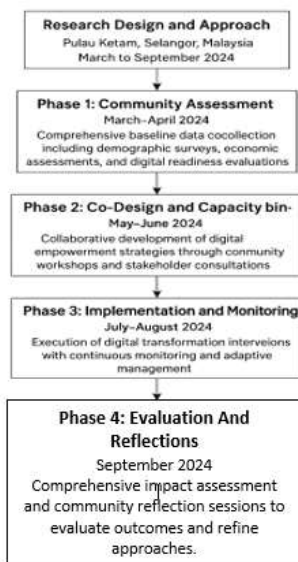 Research Design and Approach
Pulau Ketam, Selangor, Malaysia
March to September 2024
Phase 1: Community Assessment
March–April 2024
Comprehensive baseline data cocollection
including demographic surveys, economic
assessments, and digital readiness evaluations
Phase 2: Co-Design and Capacity bin-
May–June 2024
Collaborative development of digital
empowerment strategies through conmunity
workshops and stakeholder consultations
Phase 3: Implementation and Monitoring
July–August 2024
Execution of digital transformation interveions
with continuous monitoring and adaptive
management
Phase 4: Evaluation And
Reflections
September 2024
Comprehensive impact assessment
and community reflection sessions to
evaluate outcomes and refine
approaches.